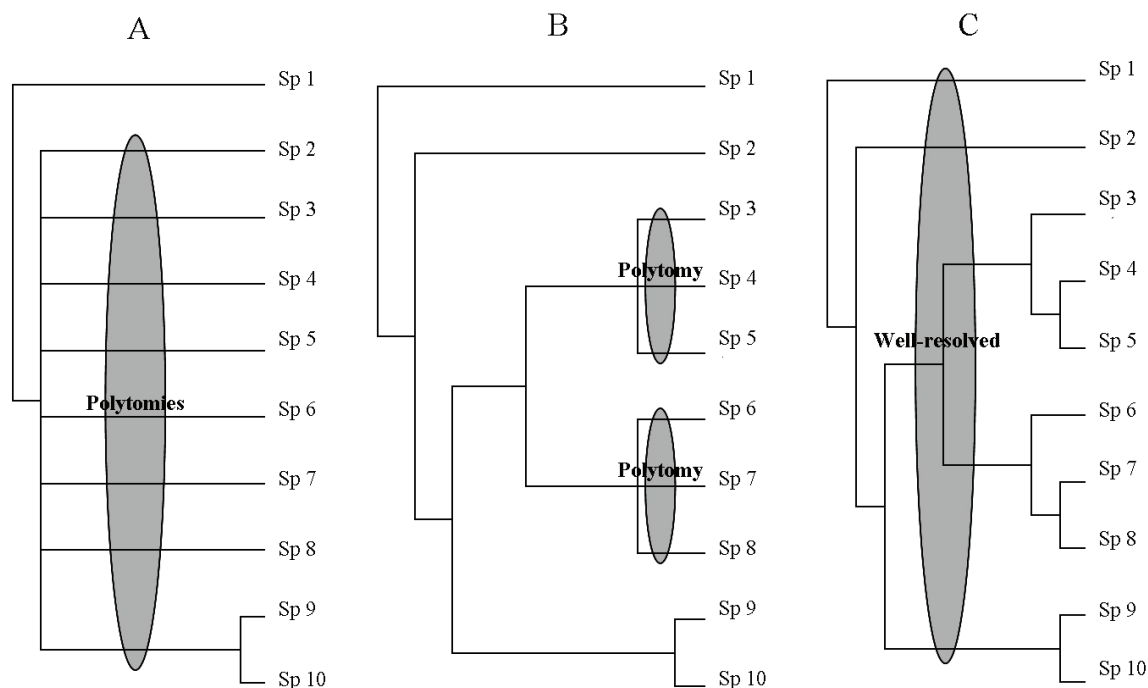 A
Sp 1
Sp 2
Sp 3
Sp 4
Sp 5
Polytomies
Sp 6
Sp 7
Sp 8
Sp 9
Sp 10
B
Sp 1
Sp 2
Sp 3
Polytomy
Sp 4
Sp 5
Sp 6
Polytomy
Sp 7
Sp 8
Sp 9
Sp 10
C
Sp 1
Sp 2
Sp 3
Sp 4
Well-resolved
Sp 5
Sp 6
Sp 7
Sp 8
Sp 9
Sp 10